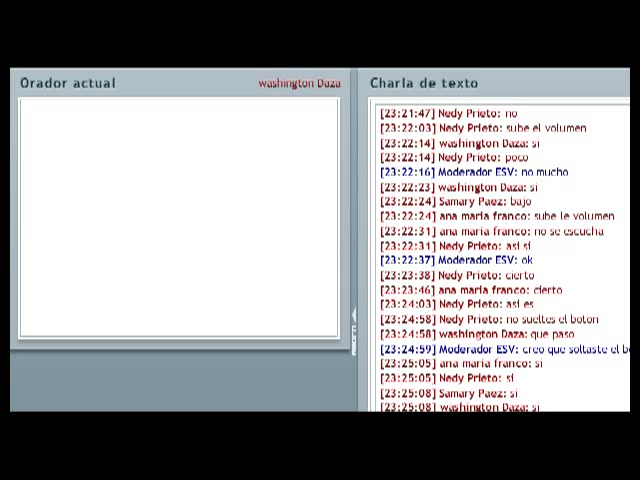 Orador actual
washington Daza
Charla de texto
[23:21:47] Nedy Prieto: no
[23:22:03] Nedy Prieto: sube el volumen
[23:22:14] washington Daza: si
[23:22:14] Nedy Prieto: poco
[23:22:16] Moderador ESV: no mucho
[23:22:23] washington Daza: si
[23:22:24] Samary Paez: bajo
[23:22:24] ana maria franco: sube le volumen
[23:22:31] ana maria franco: no se escucha
[23:22:31] Nedy Prieto: asi si
[23:22:37] Moderador ESV: ok
[23:23:38] Nedy Prieto: cierto
[23:23:46] ana maria franco: cierto
[23:24:03] Nedy Prieto: asi es
[23:24:58] Nedy Prieto: no sueltes el boton
[23:24:58] washington Daza: que paso
[23:24:59] Moderador ESV: creo que soltaste el b
[23:25:05] ana maria franco: si
[23:25:05] Nedy Prieto: si
[23:25:08] Samary Paez: si
[23:25:08] washington Daza: si